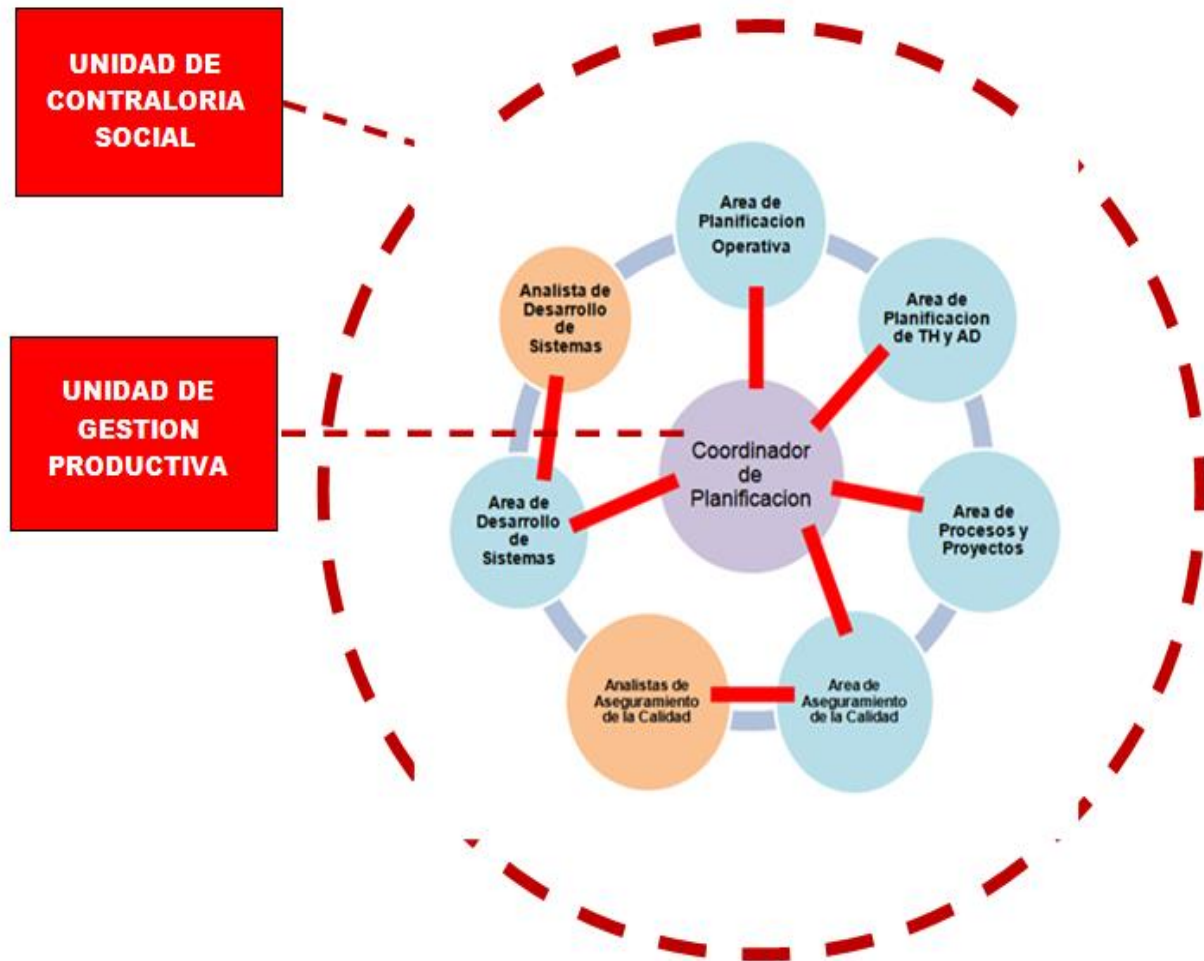 UNIDAD DE
CONTRALORIA
SOCIAL
UNIDAD DE
GESTION
PRODUCTIVA
Area de
Planificacion
Operativa
Area de
Planificacion
de TH y AD
Area de
Procesos y
Proyectos
Area de
Aseguramiento
de la Calidad
Analistas de
Aseguramiento
de la Calidad
Area de
Desarrollo
de
Sistemas
Analista de
Desarrollo
de
Sistemas
Coordinador
de
Planificacion